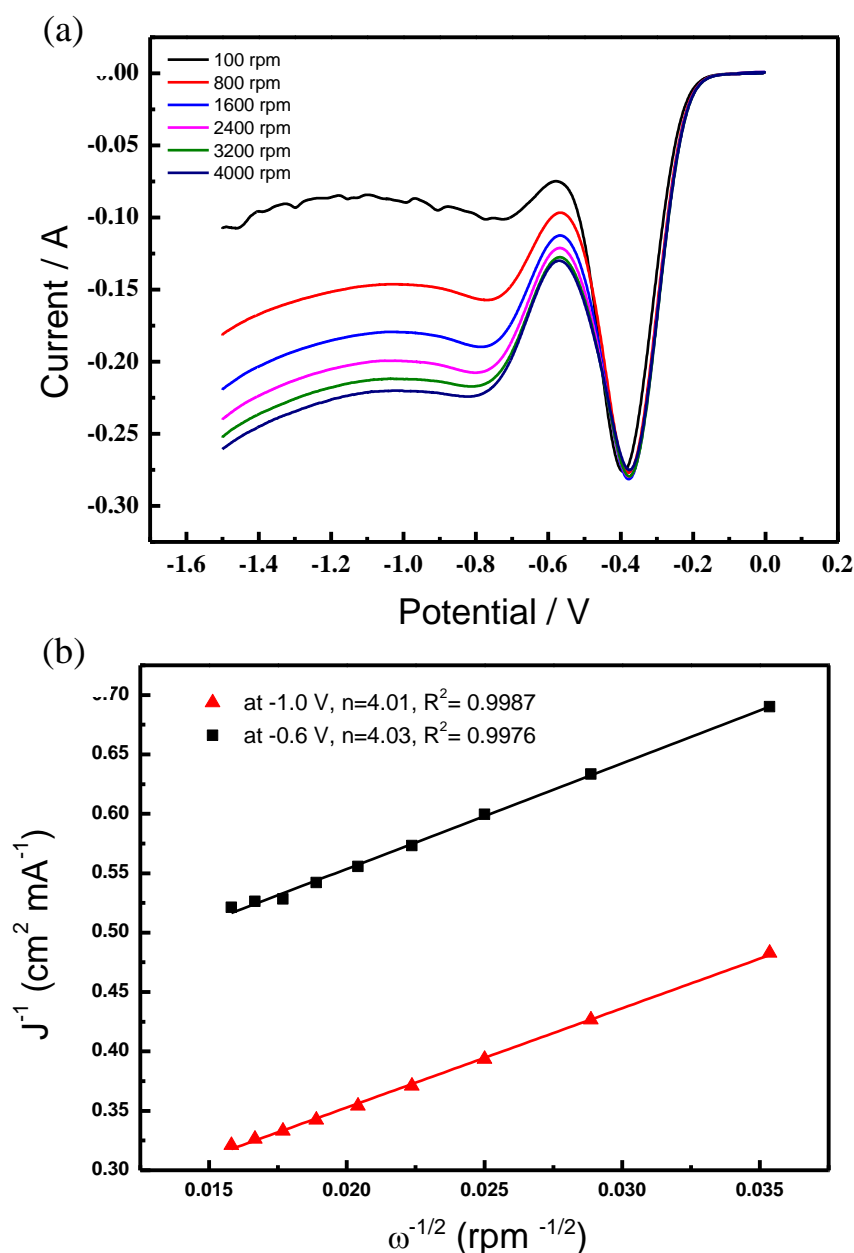 (a)
100 rpm
800 rpm
1600 rpm
2400 rpm
3200 rpm
4000 rpm
-0.05
-0.10
-0.15
-0.20
-0.25
-0.30
Current / A
-1.6 -1.4 -1.2 -1.0 -0.8 -0.6 -0.4 -0.2 0.0 0.2
Potential / V
(b)
at -1.0 V, n=4.01, R²= 0.9987
at -0.6 V, n=4.03, R²= 0.9976
0.65
0.60
0.55
0.50
0.45
0.40
0.35
0.30
J⁻¹ (cm² mA⁻¹)
0.015 0.020 0.025 0.030 0.035
ω⁻¹/² (rpm ⁻¹/²)